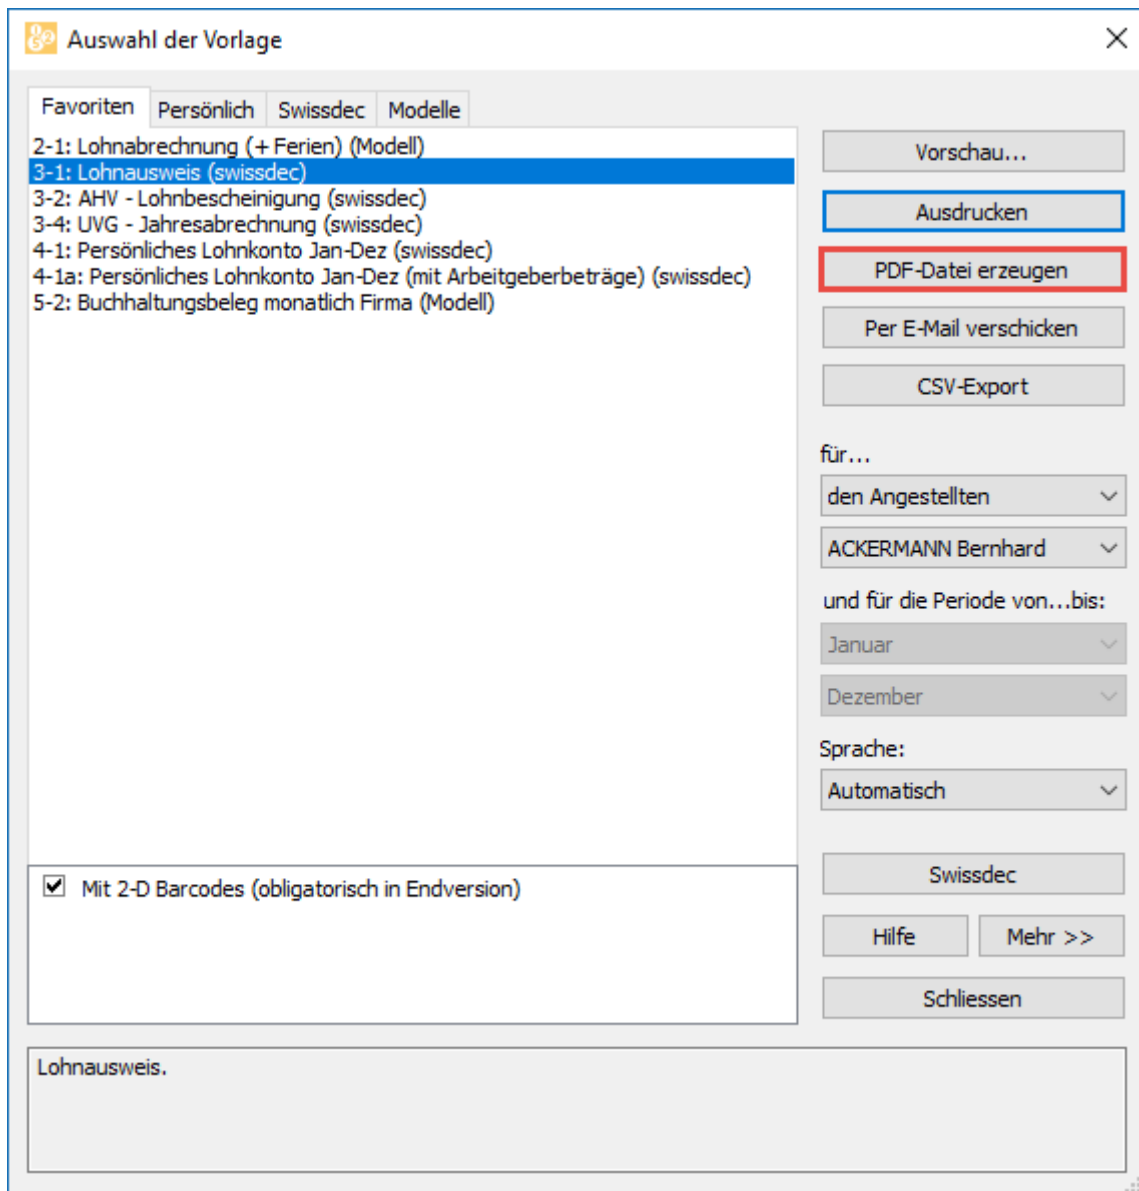 Auswahl der Vorlage
Favoriten Persönlich Swissdec Modelle
2-1: Lohnabrechnung (+ Ferien) (Modell)
3-1: Lohnausweis (swissdec)
3-2: AHV - Lohnbescheinigung (swissdec)
3-4: UVG - Jahresabrechnung (swissdec)
4-1: Persönliches Lohnkonto Jan-Dez (swissdec)
4-1a: Persönliches Lohnkonto Jan-Dez (mit Arbeitgeberbeträge) (swissdec)
5-2: Buchhaltungsbeleg monatlich Firma (Modell)
Vorschau...
Ausdrucken
PDF-Datei erzeugen
Per E-Mail verschicken
CSV-Export
für...
den Angestellten
ACKERMANN Bernhard
und für die Periode von...bis:
Januar
Dezember
Sprache:
Automatisch
Mit 2-D Barcodes (obligatorisch in Endversion)
Swissdec
Hilfe Mehr >>
Schliessen
Lohnausweis.